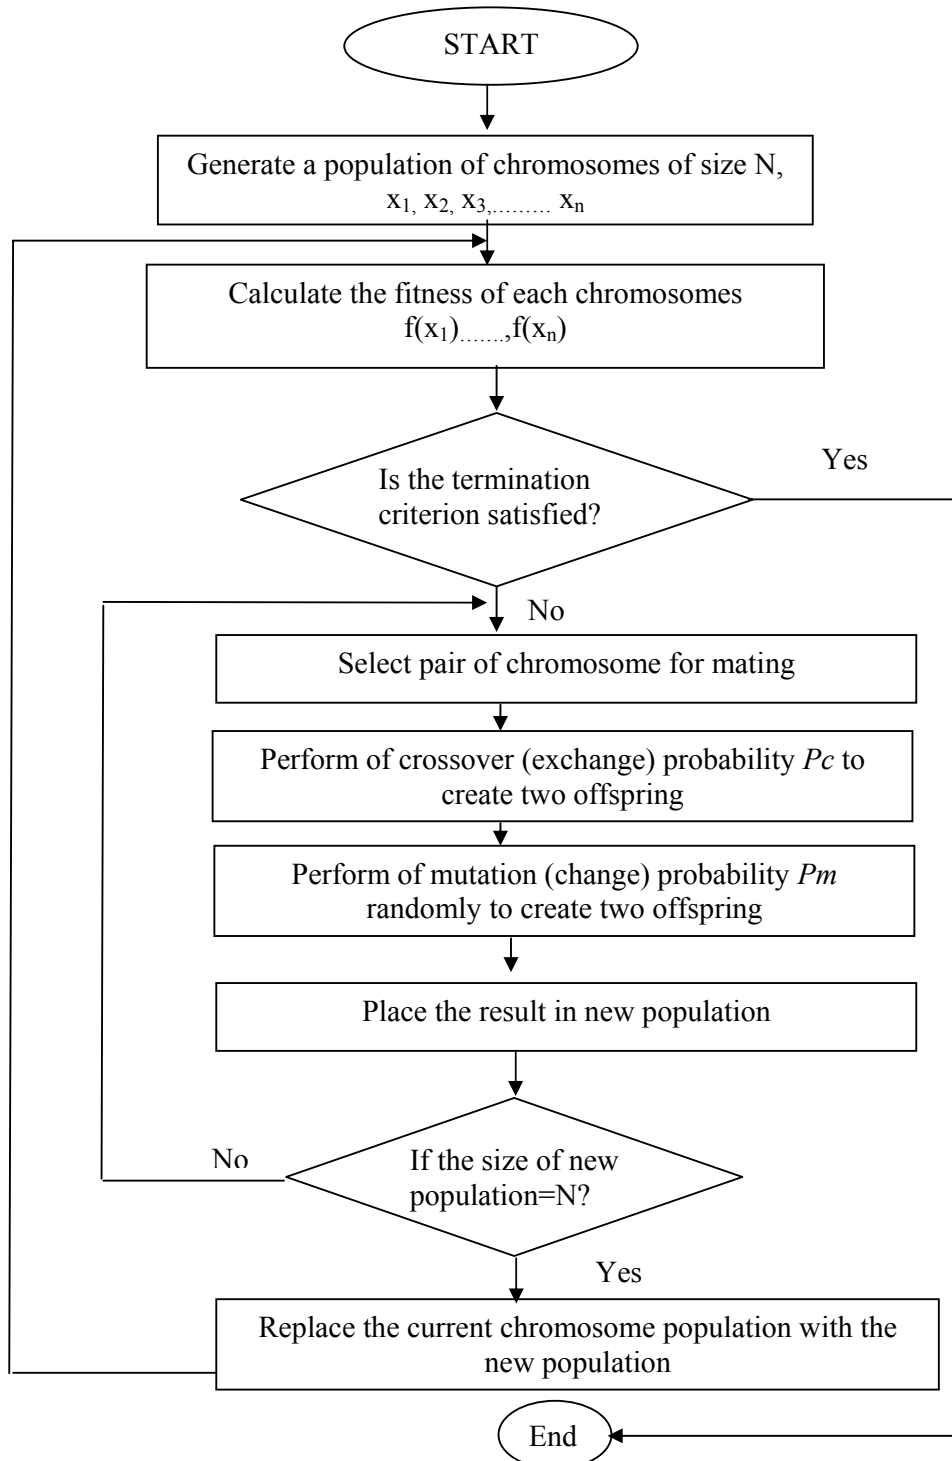 START
Generate a population of chromosomes of size N,
x₁, x₂, x₃,......... xₙ
Calculate the fitness of each chromosomes
f(x₁).......,f(xₙ)
Yes
Is the termination
criterion satisfied?
No
Select pair of chromosome for mating
Perform of crossover (exchange) probability Pc to
create two offspring
Perform of mutation (change) probability Pm
randomly to create two offspring
Place the result in new population
No
If the size of new
population=N?
Yes
Replace the current chromosome population with the
new population
End